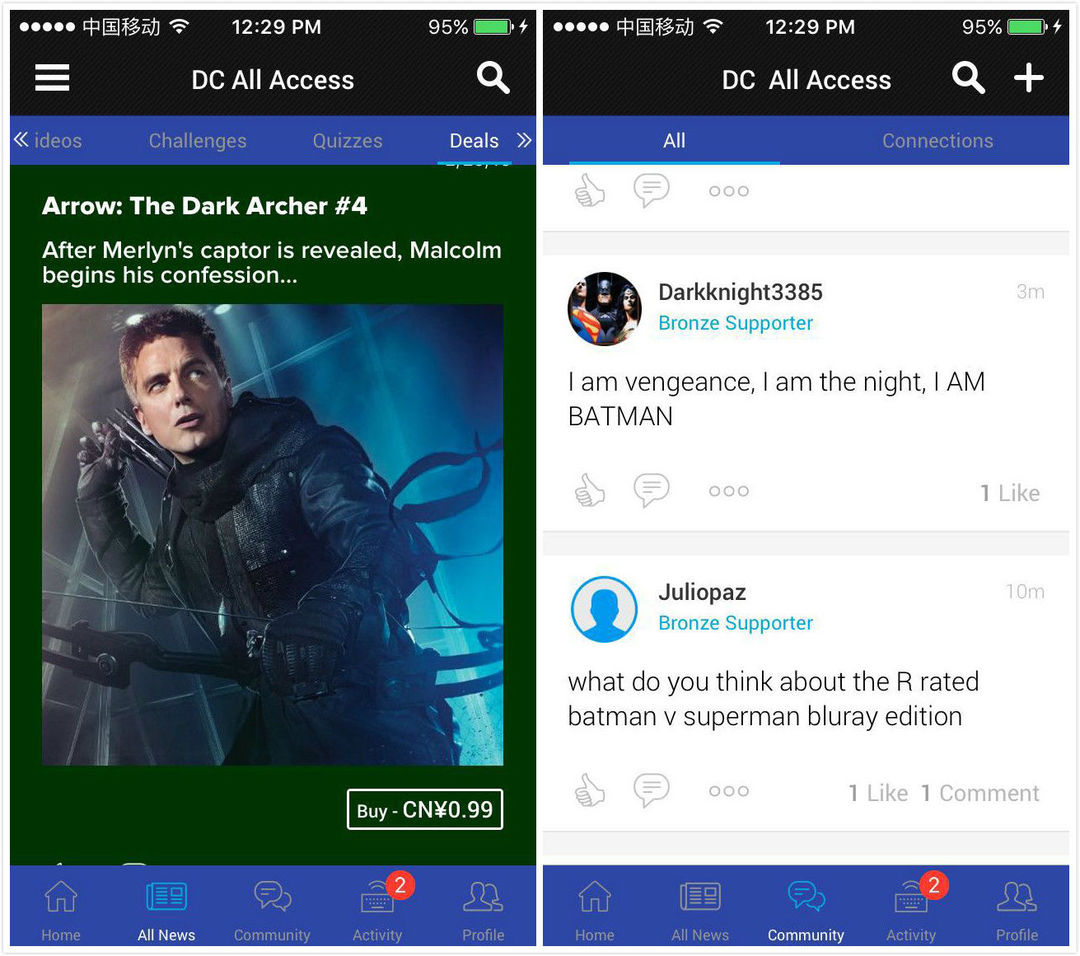 中国移动 12:29 PM 95%
DC All Access
ideos Challenges Quizzes Deals
Arrow: The Dark Archer #4
After Merlyn's captor is revealed, Malcolm
begins his confession...
Buy - CN¥0.99
2
Home All News Community Activity Profile
中国移动 12:29 PM 95%
DC All Access
All Connections
Darkknight3385 3m
Bronze Supporter
I am vengeance, I am the night, I AM
BATMAN
1 Like
Juliopaz 10m
Bronze Supporter
what do you think about the R rated
batman v superman bluray edition
1 Like 1 Comment
2
Home All News Community Activity Profile